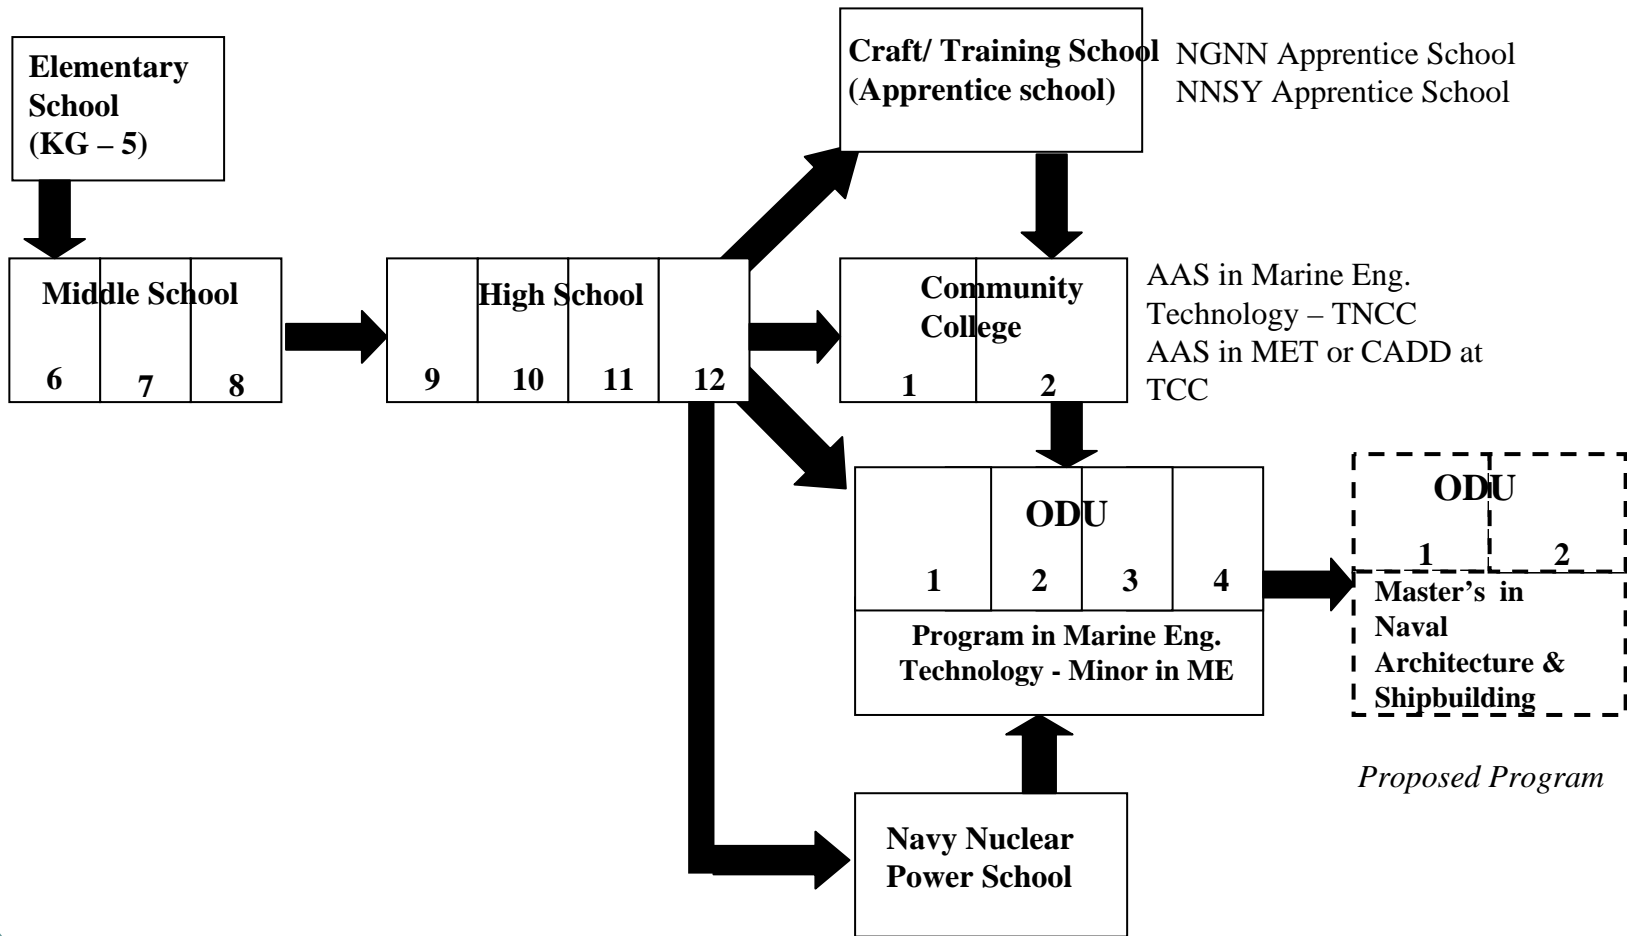 Elementary
School
(KG – 5)
Craft/ Training School
(Apprentice school)
NGNN Apprentice School
NNSY Apprentice School
Middle School
6 7 8
High School
9 10 11 12
Community
College
1 2
AAS in Marine Eng.
Technology – TNCC
AAS in MET or CADD at
TCC
ODU
1 2 3 4
Program in Marine Eng.
Technology - Minor in ME
ODU
1 2
Master's in
Naval
Architecture &
Shipbuilding
Proposed Program
Navy Nuclear
Power School